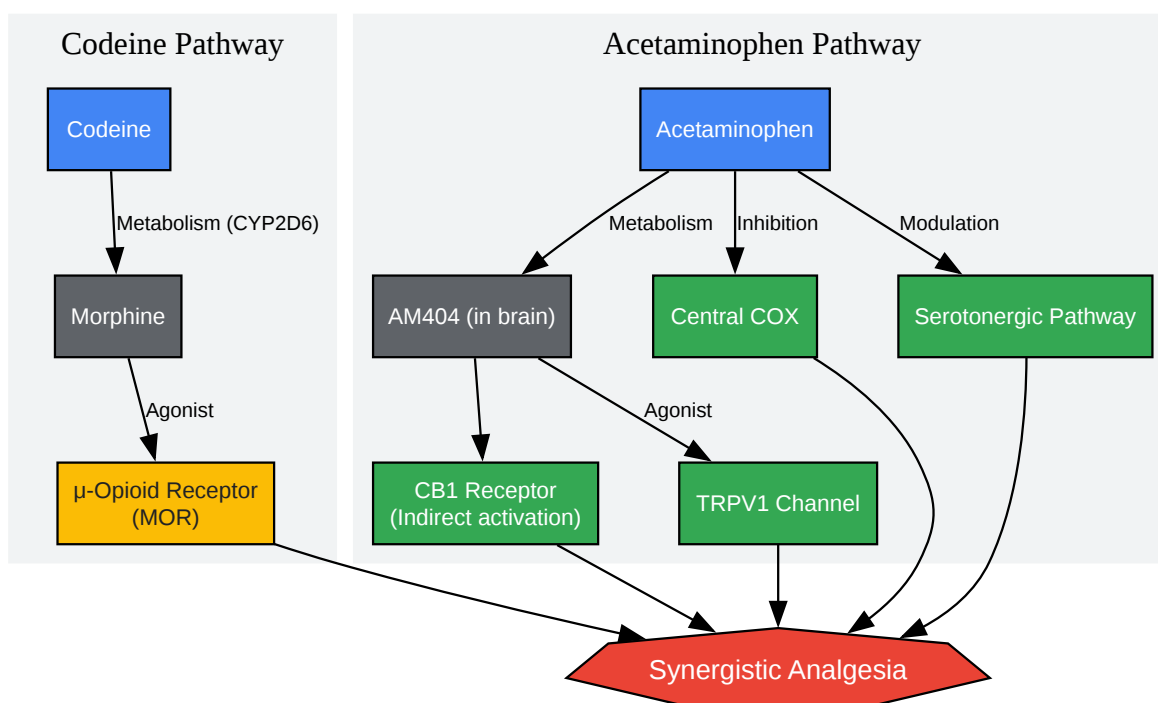 Codeine Pathway
Acetaminophen Pathway
Codeine
Acetaminophen
Metabolism (CYP2D6)
Metabolism
Inhibition
Modulation
Morphine
AM404 (in brain)
Central COX
Serotonergic Pathway
Agonist
Agonist
μ-Opioid Receptor
(MOR)
CB1 Receptor
(Indirect activation)
TRPV1 Channel
Synergistic Analgesia